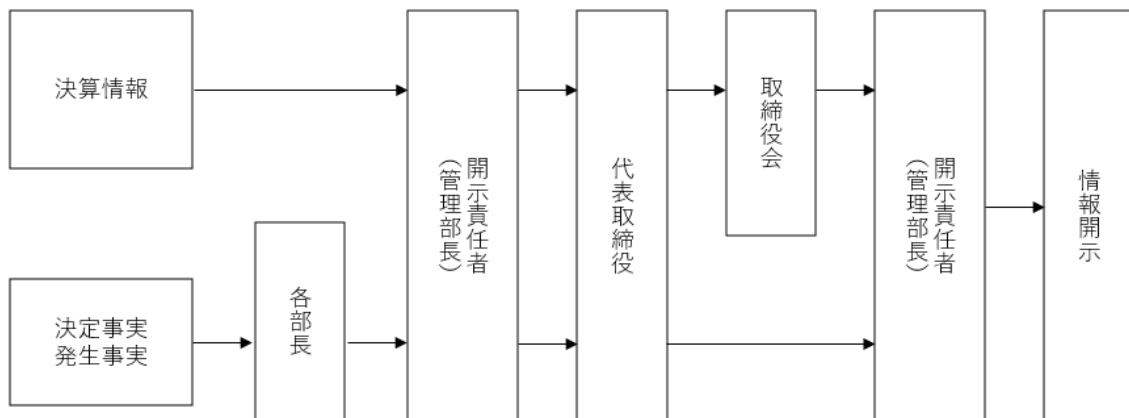 決算情報
決定事実
発生事実
各部長
開示責任者
(管理部長)
代表取締役
取締役会
開示責任者
(管理部長)
情報開示